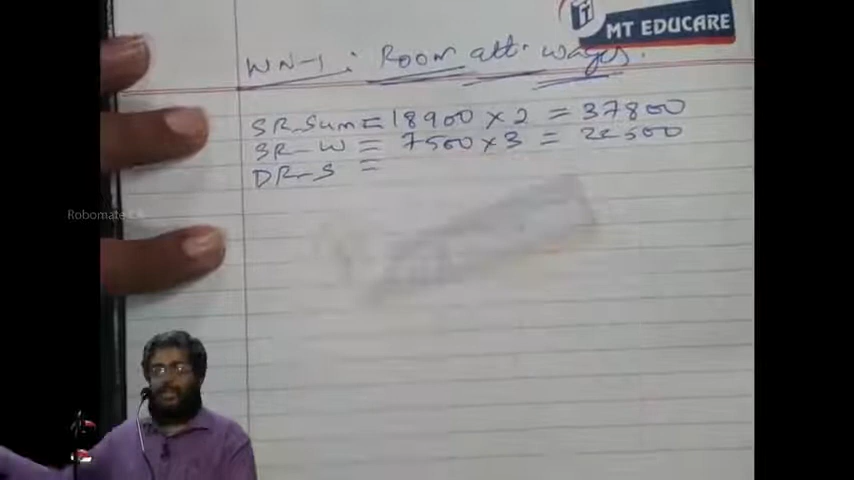 MT EDUCARE
WN-1 : Room att. wages.
SR-Sum = 18900 × 2 = 37800
SR-W = 7500 × 3 = 22500
DR-S =
Robomate